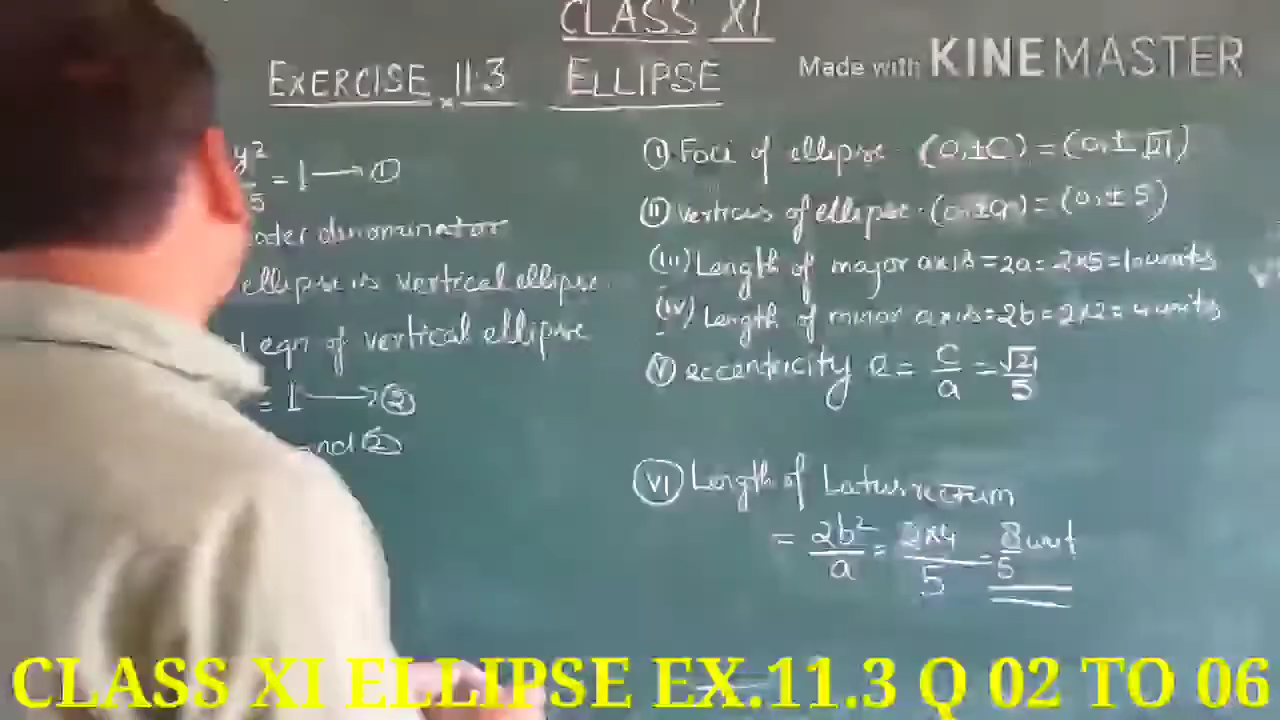 CLASS XI
Made with KINEMASTER
EXERCISE 11.3 ELLIPSE
y²
5 = 1 → ①
denominator
ellipse is vertical ellipse.
eqn of vertical ellipse
= 1 → ②
and ②
(I) Foci of ellipse (0,±C) = (0,±√21)
(II) vertices of ellipse (0,±a) = (0,±5)
(III) Length of major axis = 2a = 2×5 = 10 units
(IV) Length of minor axis = 2b = 2×2 = 4 units
(V) eccentricity e = C/a = √21/5
(VI) Length of Latus rectum
= 2b²/a = 2×4/5 = 8/5 unit
CLASS XI ELLIPSE EX.11.3 Q 02 TO 06